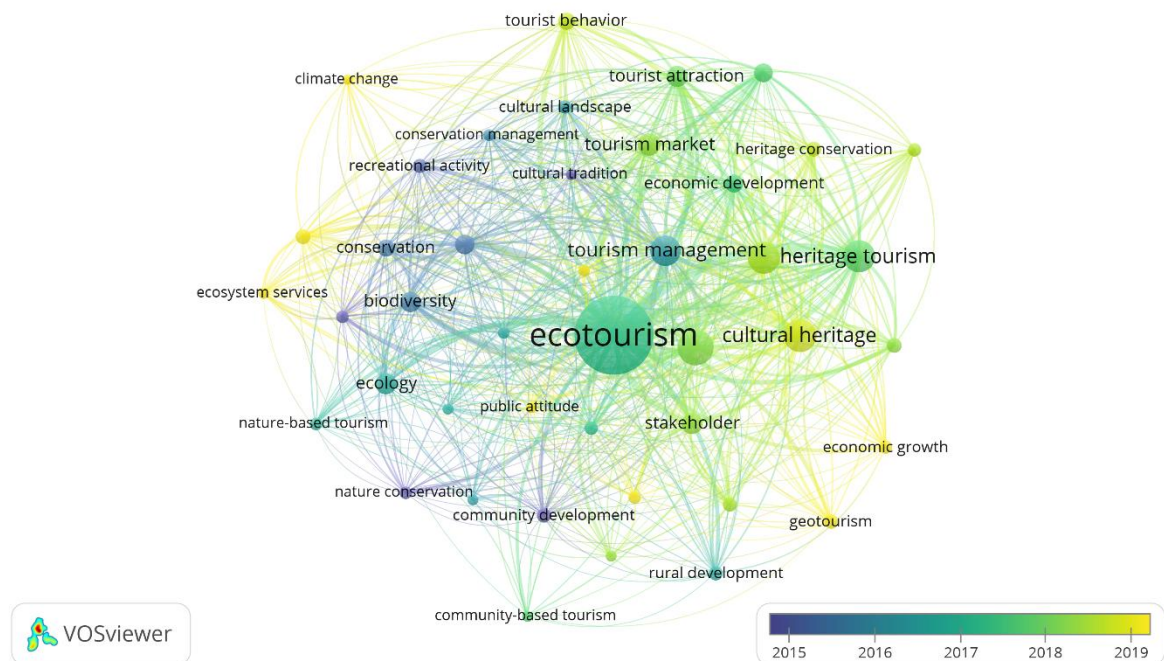 tourist behavior
climate change
tourist attraction
cultural landscape
conservation management
tourism market
heritage conservation
recreational activity
cultural tradition
economic development
conservation
tourism management
heritage tourism
ecosystem services
biodiversity
ecotourism
cultural heritage
ecology
public attitude
nature-based tourism
stakeholder
economic growth
nature conservation
community development
geotourism
rural development
community-based tourism
VOSviewer
2015 2016 2017 2018 2019